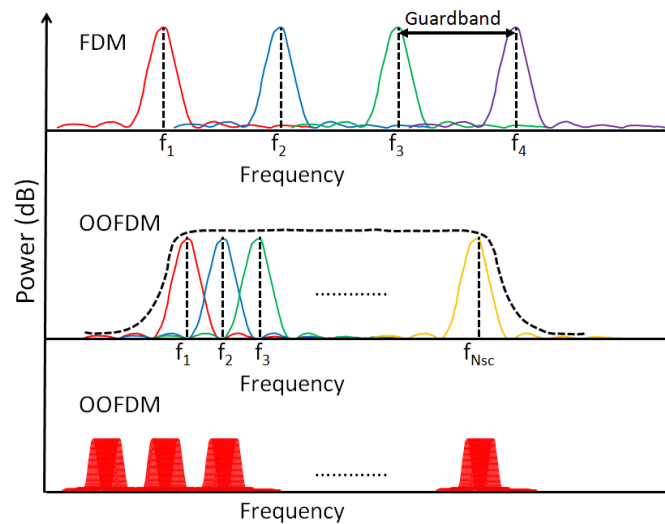 FDM
Guardband
f1 f2 f3 f4
Frequency
Power (dB)
OOFDM
............
f1 f2 f3 fNsc
Frequency
OOFDM
............
Frequency